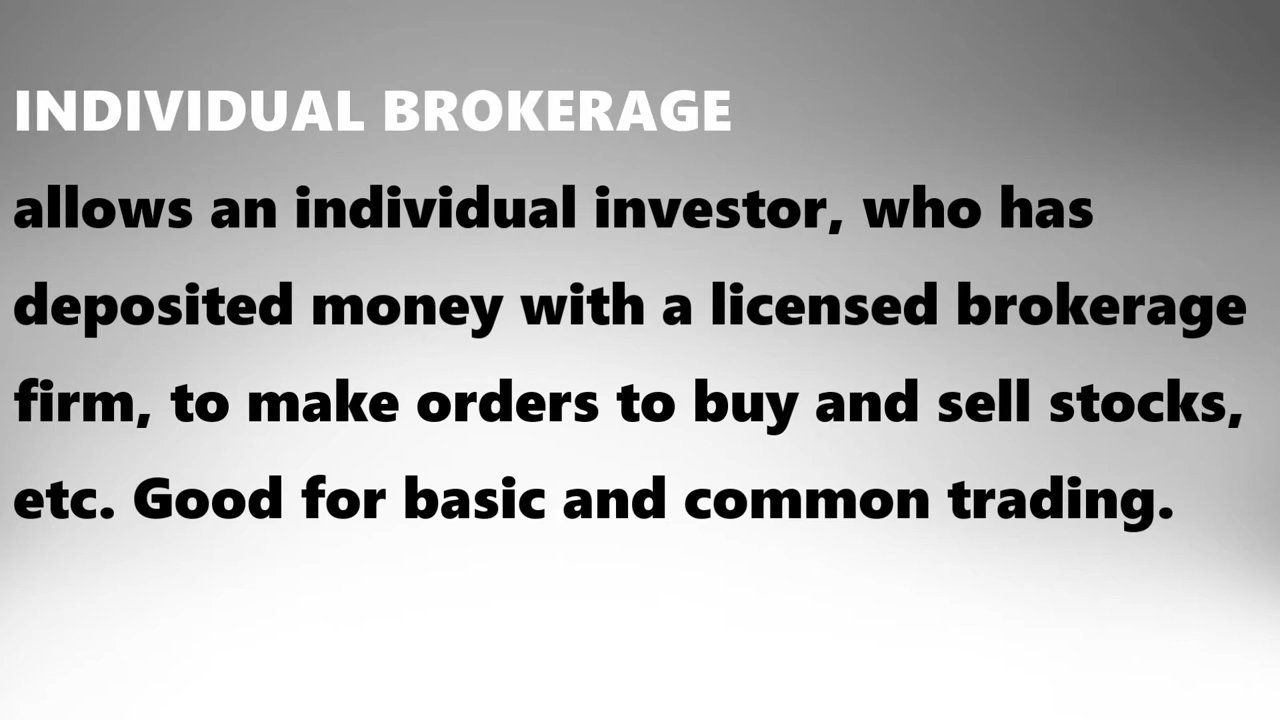 INDIVIDUAL BROKERAGE
allows an individual investor, who has
deposited money with a licensed brokerage
firm, to make orders to buy and sell stocks,
etc. Good for basic and common trading.